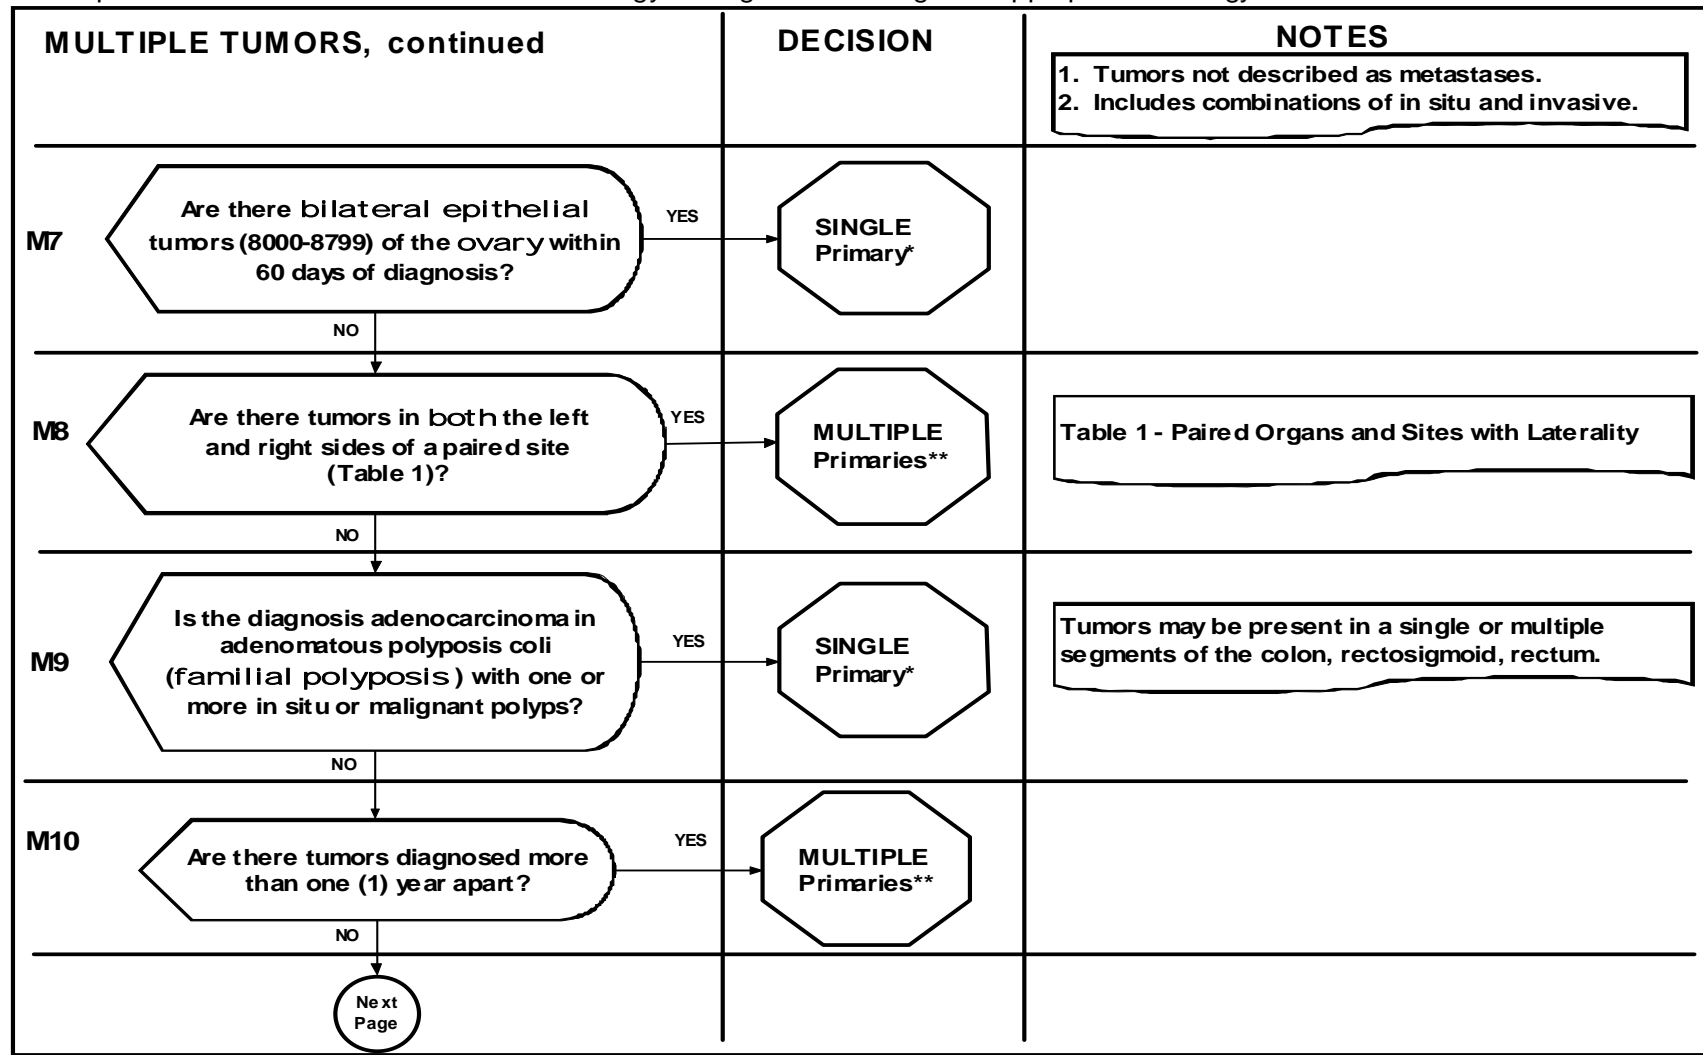 MULTIPLE TUMORS, continued
DECISION
NOTES
1. Tumors not described as metastases.
2. Includes combinations of in situ and invasive.
M7
Are there bilateral epithelial
tumors (8000-8799) of the ovary within
60 days of diagnosis?
YES
SINGLE
Primary*
NO
M8
Are there tumors in both the left
and right sides of a paired site
(Table 1)?
YES
MULTIPLE
Primaries**
Table 1 - Paired Organs and Sites with Laterality
NO
M9
Is the diagnosis adenocarcinoma in
adenomatous polyposis coli
(familial polyposis) with one or
more in situ or malignant polyps?
YES
SINGLE
Primary*
Tumors may be present in a single or multiple
segments of the colon, rectosigmoid, rectum.
NO
M10
Are there tumors diagnosed more
than one (1) year apart?
YES
MULTIPLE
Primaries**
NO
Next
Page